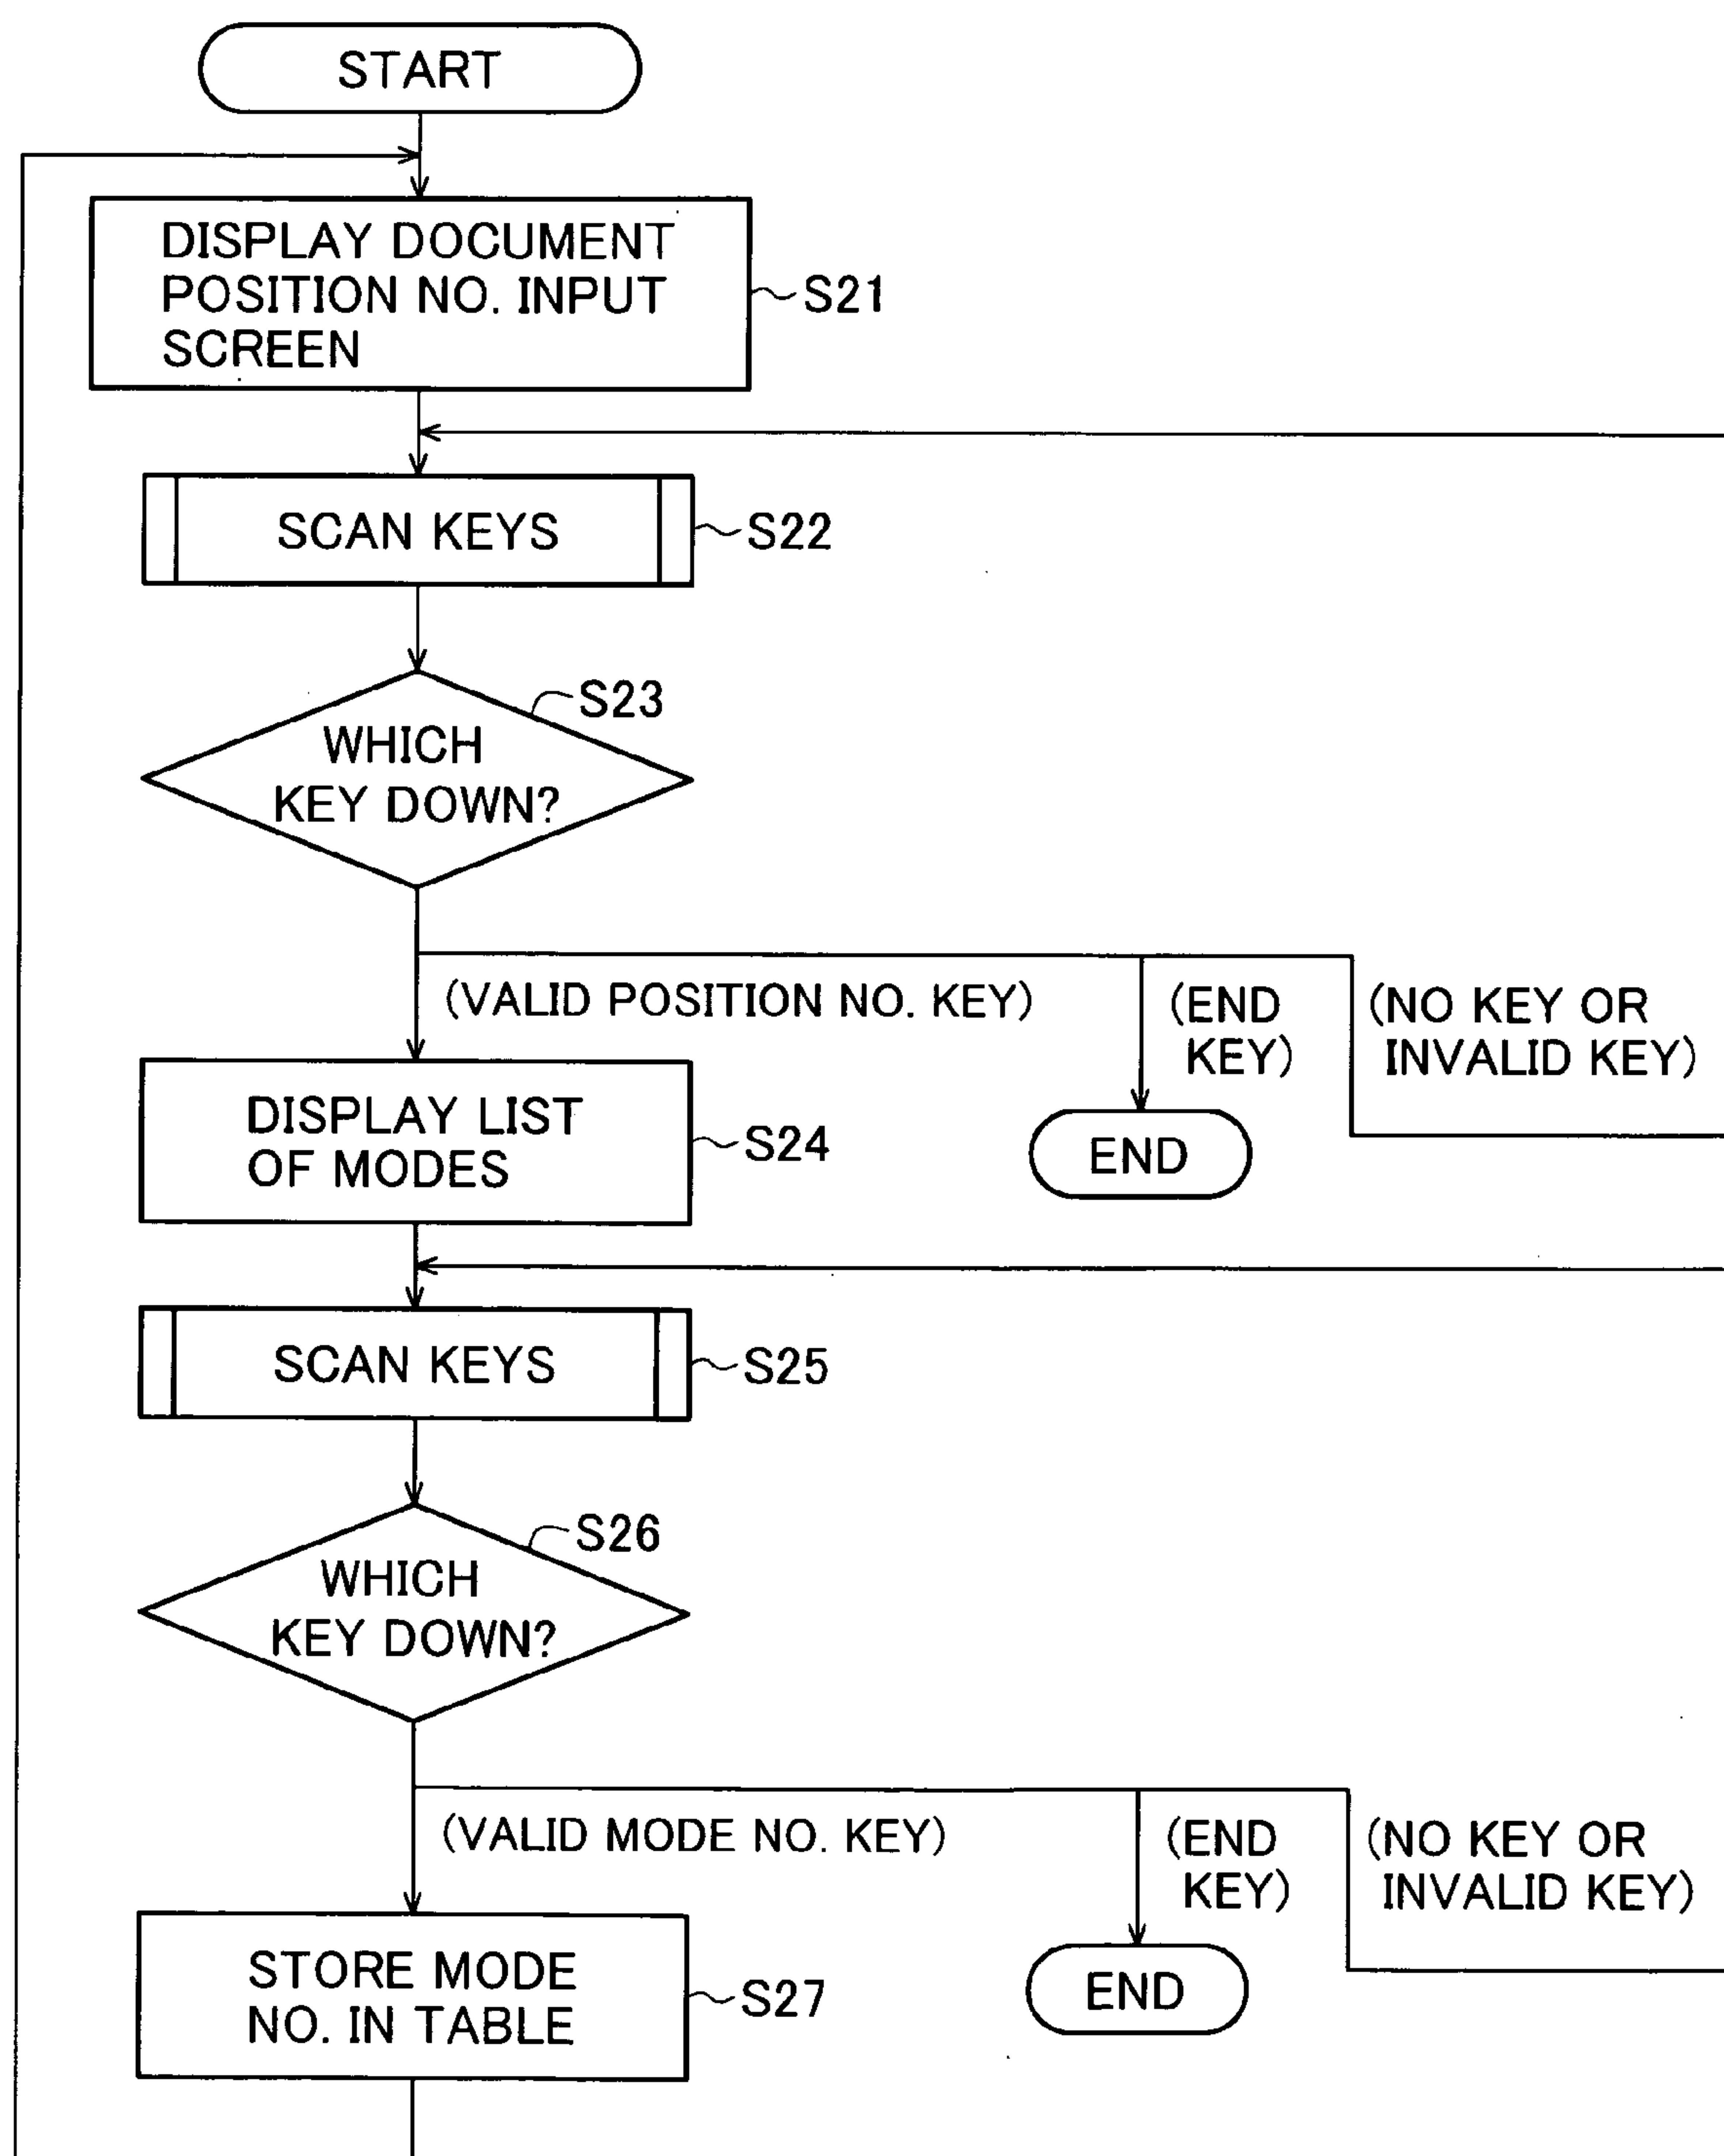 START
DISPLAY DOCUMENT
POSITION NO. INPUT
SCREEN
S21
SCAN KEYS
S22
S23
WHICH
KEY DOWN?
(VALID POSITION NO. KEY)
(END
KEY)
(NO KEY OR
INVALID KEY)
DISPLAY LIST
OF MODES
S24
END
SCAN KEYS
S25
S26
WHICH
KEY DOWN?
(VALID MODE NO. KEY)
(END
KEY)
(NO KEY OR
INVALID KEY)
STORE MODE
NO. IN TABLE
S27
END